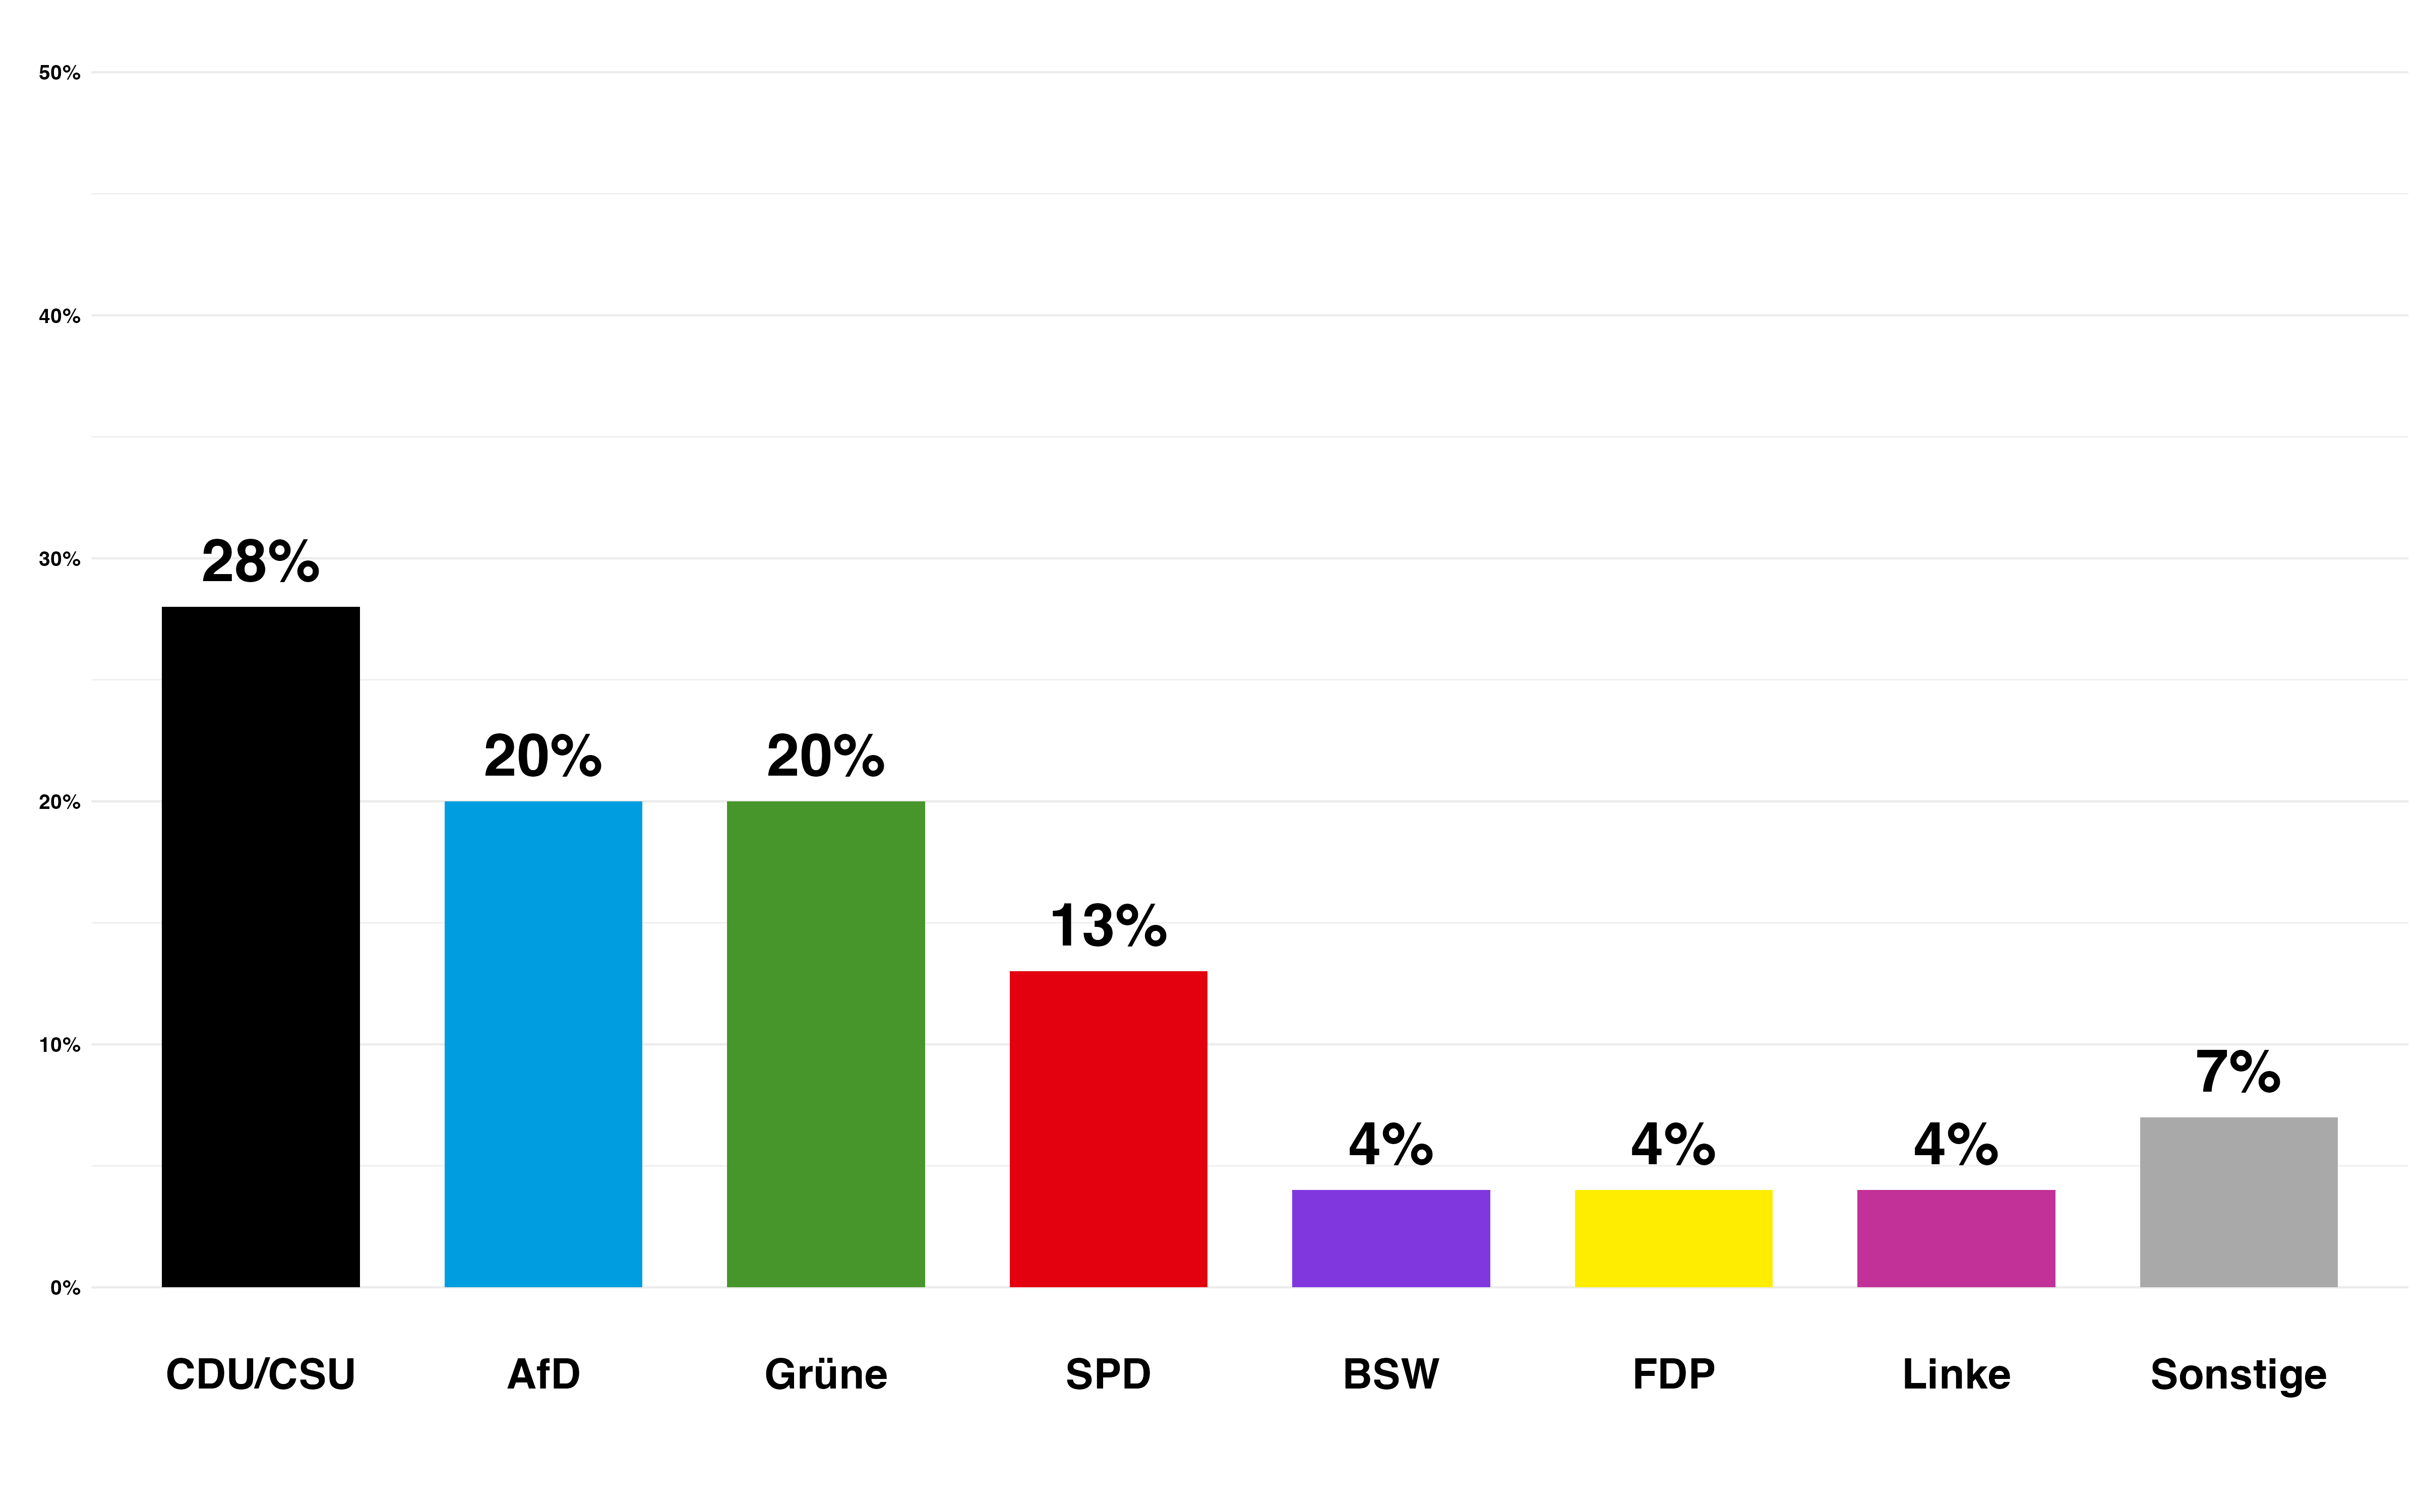 50%
40%
30%
20%
10%
0%
28%
20%
20%
13%
4%
4%
4%
7%
CDU/CSU
AfD
Grüne
SPD
BSW
FDP
Linke
Sonstige